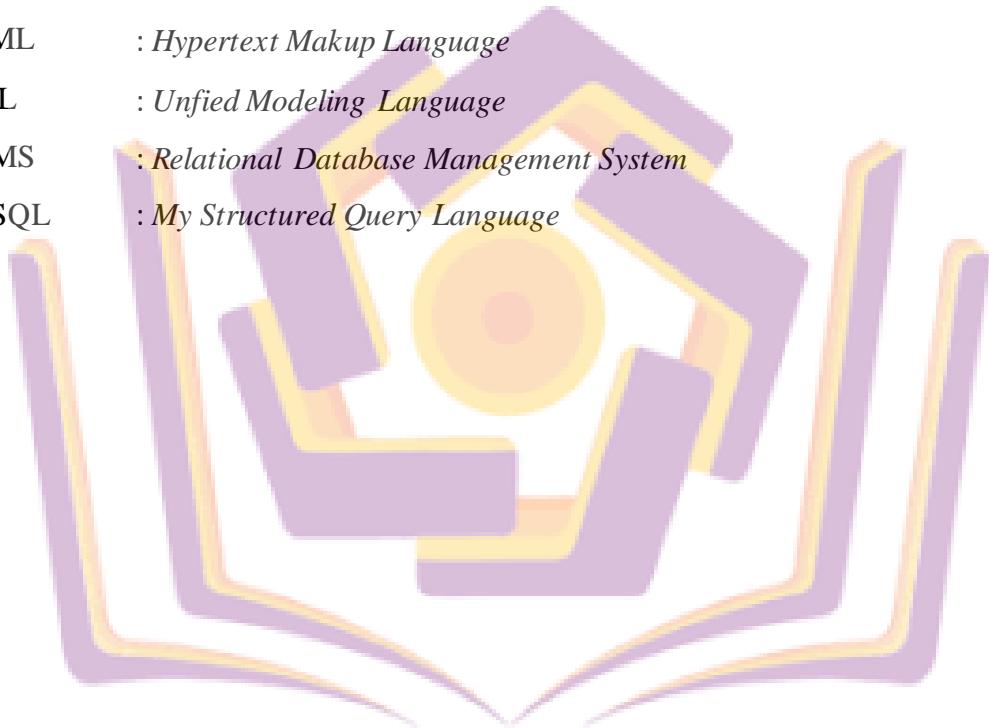 ML : Hypertext Makup Language
L : Unfied Modeling Language
MS : Relational Database Management System
SQL : My Structured Query Language